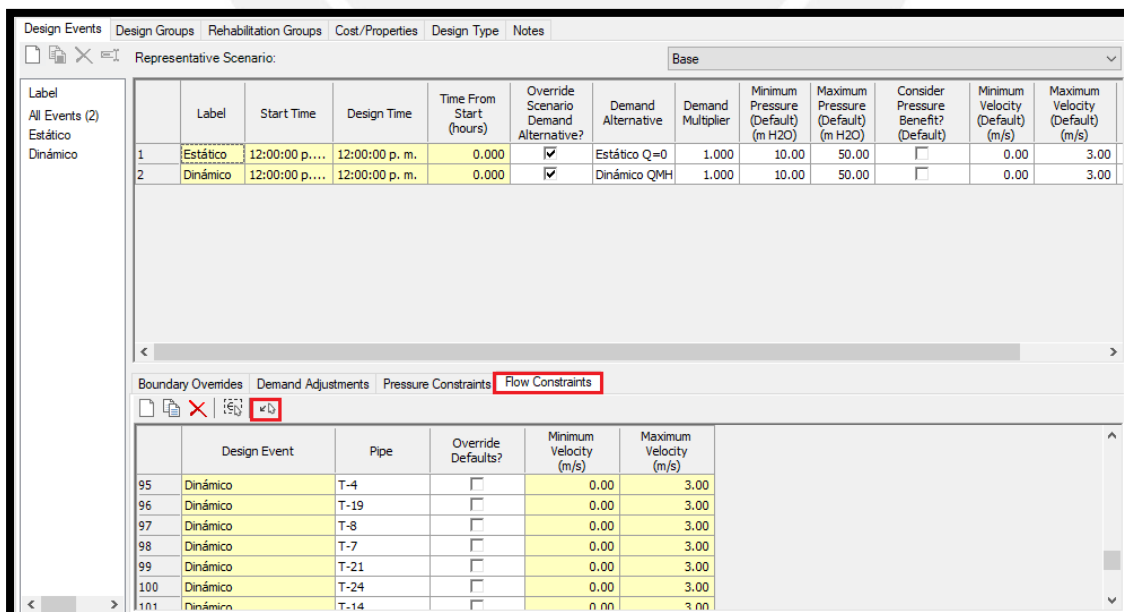 Design Events Design Groups Rehabilitation Groups Cost/Properties Design Type Notes
Representative Scenario: Base
Label
All Events (2)
Estático
Dinámico
Label Start Time Design Time Time From Start (hours) Override Scenario Demand Alternative? Demand Alternative Demand Multiplier Minimum Pressure (Default) (m H2O) Maximum Pressure (Default) (m H2O) Consider Pressure Benefit? (Default) Minimum Velocity (Default) (m/s) Maximum Velocity (Default) (m/s)
1 Estático 12:00:00 p.... 12:00:00 p. m. 0.000 Estático Q=0 1.000 10.00 50.00 0.00 3.00
2 Dinámico 12:00:00 p.... 12:00:00 p. m. 0.000 Dinámico QMH 1.000 10.00 50.00 0.00 3.00
Boundary Overrides Demand Adjustments Pressure Constraints Flow Constraints
Design Event Pipe Override Defaults? Minimum Velocity (m/s) Maximum Velocity (m/s)
95 Dinámico T-4 0.00 3.00
96 Dinámico T-19 0.00 3.00
97 Dinámico T-8 0.00 3.00
98 Dinámico T-7 0.00 3.00
99 Dinámico T-21 0.00 3.00
100 Dinámico T-24 0.00 3.00
101 Dinámico T-14 0.00 3.00